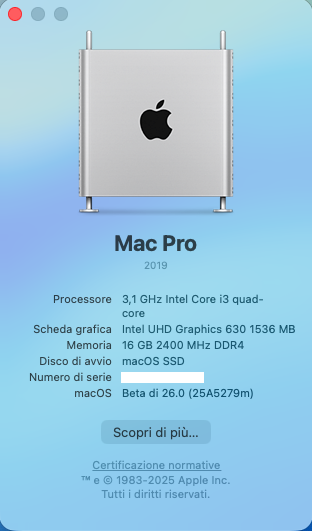 Mac Pro
2019
Processore 3,1 GHz Intel Core i3 quad-
core
Scheda grafica Intel UHD Graphics 630 1536 MB
Memoria 16 GB 2400 MHz DDR4
Disco di avvio macOS SSD
Numero di serie
macOS Beta di 26.0 (25A5279m)
Scopri di più...
Certificazione normative
™ e © 1983-2025 Apple Inc.
Tutti i diritti riservati.